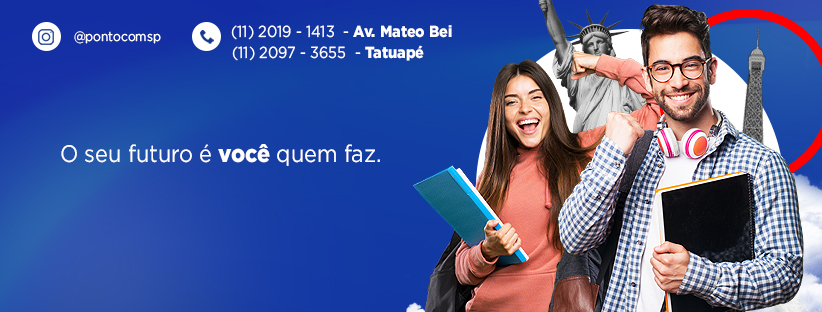 @pontocomsp
(11) 2019 - 1413 - Av. Mateo Bei
(11) 2097 - 3655 - Tatuapé
O seu futuro é você quem faz.